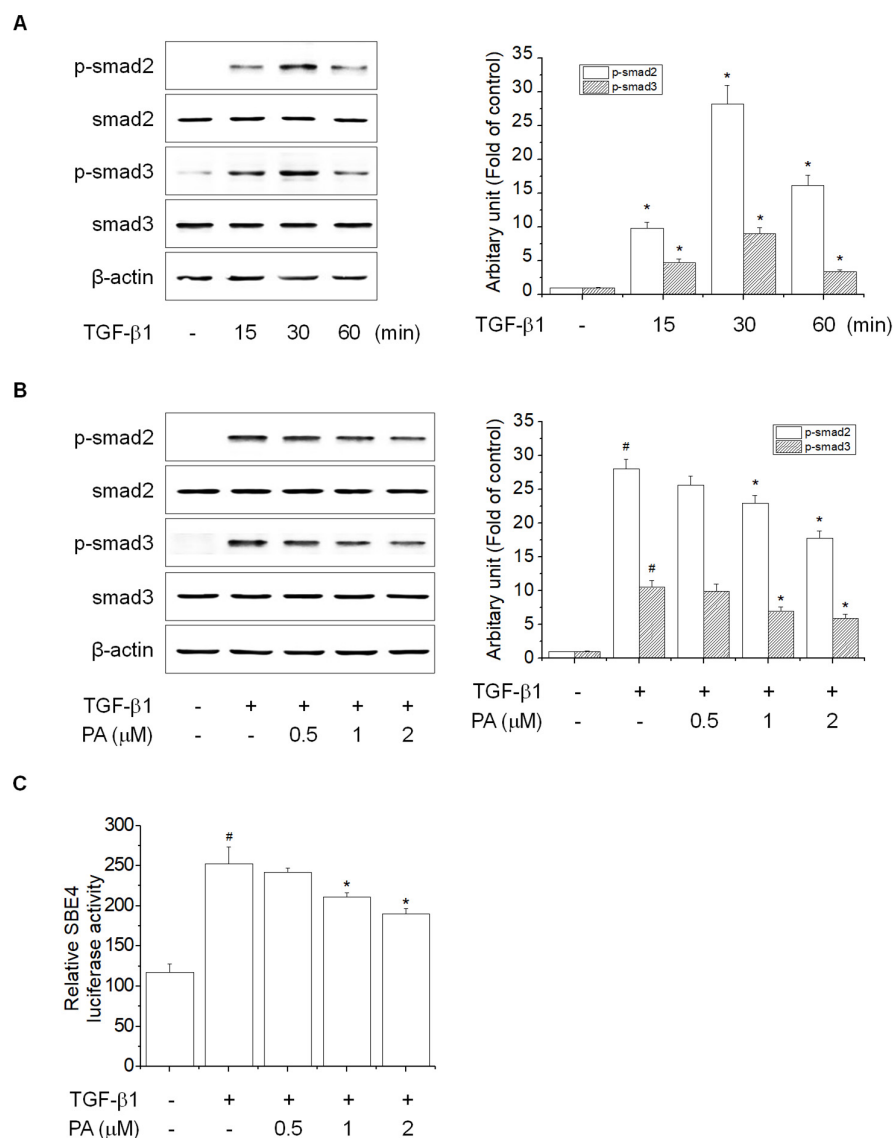 A
p-smad2
smad2
p-smad3
smad3
β-actin
TGF-β1 - 15 30 60 (min)
Arbitary unit (Fold of control)
35
30
25
20
15
10
5
0
p-smad2
p-smad3
*
*
*
*
*
*
TGF-β1 - 15 30 60 (min)
B
p-smad2
smad2
p-smad3
smad3
β-actin
TGF-β1 - + + + +
PA (μM) - - 0.5 1 2
Arbitary unit (Fold of control)
35
30
25
20
15
10
5
0
p-smad2
p-smad3
#
#
*
*
*
*
TGF-β1 - + + + +
PA (μM) - - 0.5 1 2
C
Relative SBE4
luciferase activity
300
250
200
150
100
50
0
#
*
*
TGF-β1 - + + + +
PA (μM) - - 0.5 1 2